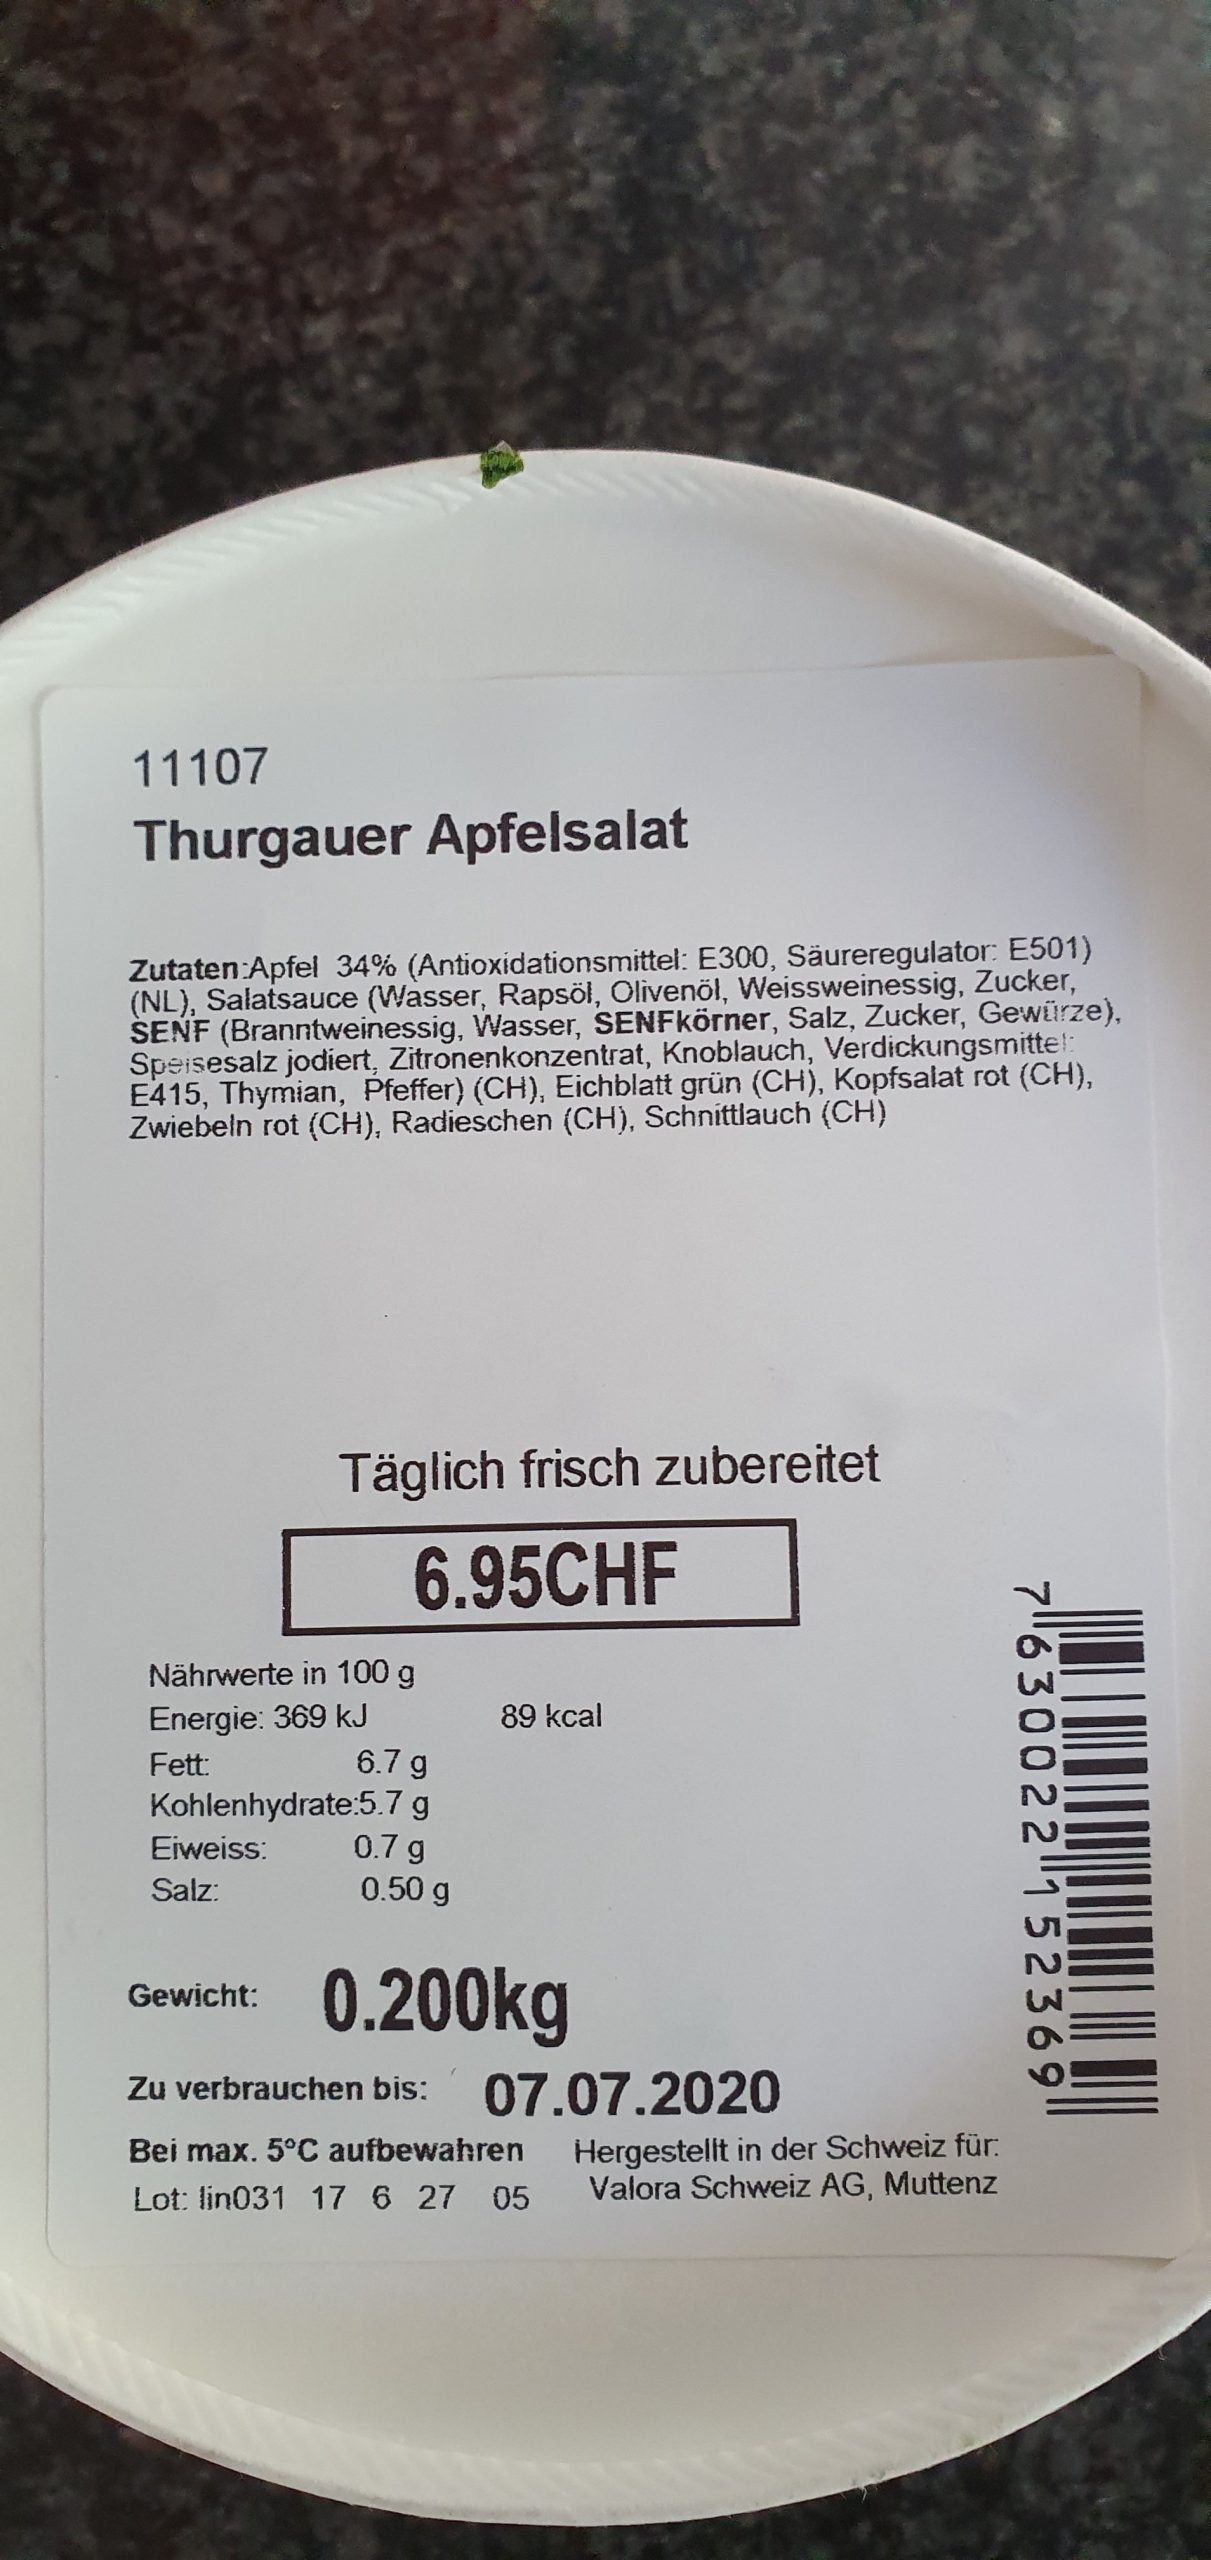 11107
Thurgauer Apfelsalat
Zutaten:Apfel 34% (Antioxidationsmittel: E300, Säureregulator: E501)
(NL), Salatsauce (Wasser, Rapsöl, Olivenöl, Weissweinessig, Zucker,
SENF (Branntweinessig, Wasser, SENFkörner, Salz, Zucker, Gewürze),
Speisesalz jodiert, Zitronenkonzentrat, Knoblauch, Verdickungsmittel:
E415, Thymian, Pfeffer) (CH), Eichblatt grün (CH), Kopfsalat rot (CH),
Zwiebeln rot (CH), Radieschen (CH), Schnittlauch (CH)
Täglich frisch zubereitet
6.95CHF
Nährwerte in 100 g
Energie: 369 kJ 89 kcal
Fett: 6.7 g
Kohlenhydrate:5.7 g
Eiweiss: 0.7 g
Salz: 0.50 g
Gewicht: 0.200kg
Zu verbrauchen bis: 07.07.2020
Bei max. 5°C aufbewahren
Lot: lin031 17 6 27 05
Hergestellt in der Schweiz für:
Valora Schweiz AG, Muttenz
7630022152369